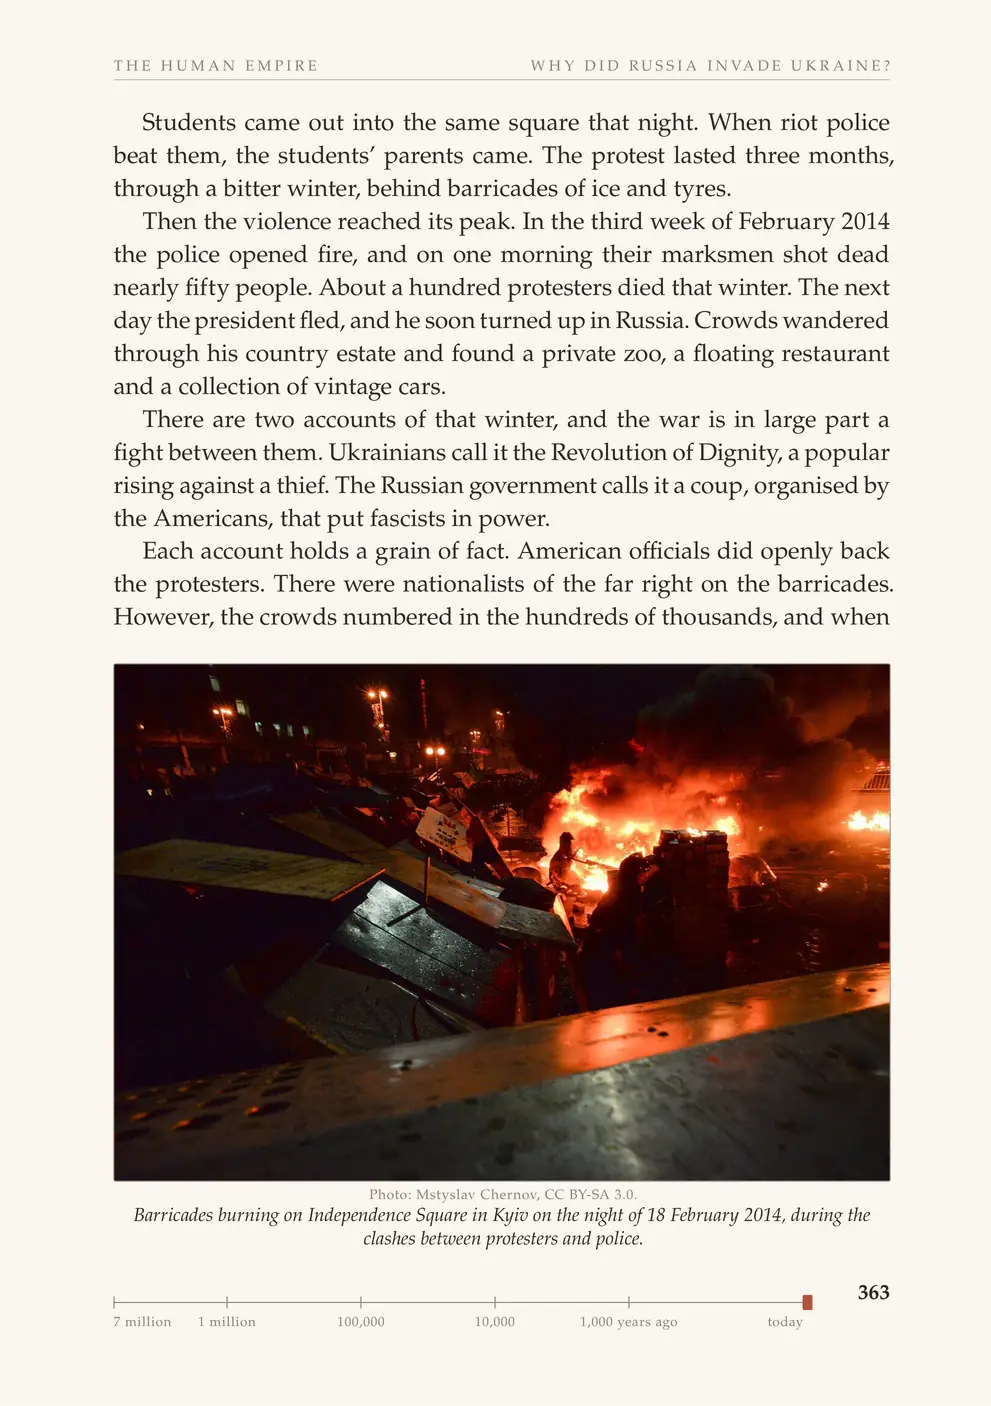 THE HUMAN EMPIRE
WHY DID RUSSIA INVADE UKRAINE?
Students came out into the same square that night. When riot police
beat them, the students’ parents came. The protest lasted three months,
through a bitter winter, behind barricades of ice and tyres.
Then the violence reached its peak. In the third week of February 2014
the police opened fire, and on one morning their marksmen shot dead
nearly fifty people. About a hundred protesters died that winter. The next
day the president fled, and he soon turned up in Russia. Crowds wandered
through his country estate and found a private zoo, a floating restaurant
and a collection of vintage cars.
There are two accounts of that winter, and the war is in large part a
fight between them. Ukrainians call it the Revolution of Dignity, a popular
rising against a thief. The Russian government calls it a coup, organised by
the Americans, that put fascists in power.
Each account holds a grain of fact. American officials did openly back
the protesters. There were nationalists of the far right on the barricades.
However, the crowds numbered in the hundreds of thousands, and when
Photo: Mstyslav Chernov, CC BY-SA 3.0.
Barricades burning on Independence Square in Kyiv on the night of 18 February 2014, during the
clashes between protesters and police.
363
7 million 1 million 100,000 10,000 1,000 years ago today